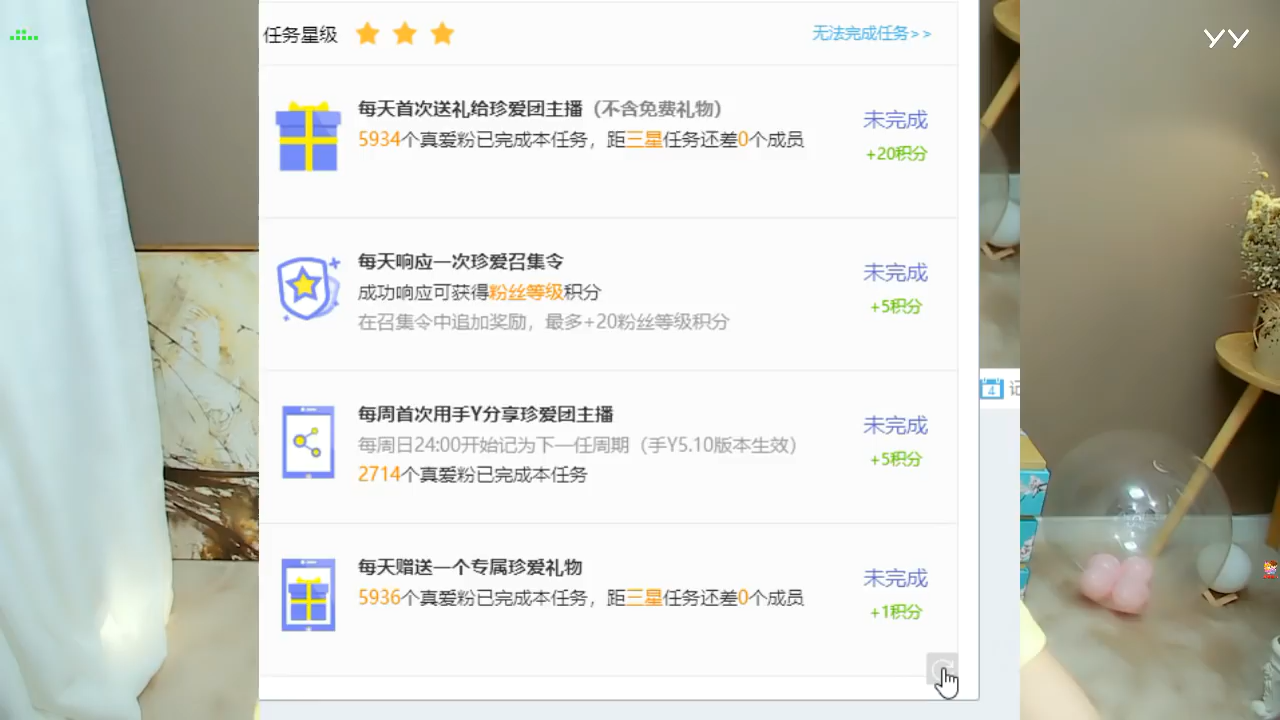 任务星级
无法完成任务>>
YY
每天首次送礼给珍爱团主播（不含免费礼物）
未完成
5934个真爱粉已完成本任务，距三星任务还差0个成员
+20积分
每天响应一次珍爱召集令
未完成
成功响应可获得粉丝等级积分
+5积分
在召集令中追加奖励，最多+20粉丝等级积分
4 记
每周首次用手Y分享珍爱团主播
未完成
每周日24:00开始记为下一任周期（手Y5.10版本生效）
+5积分
2714个真爱粉已完成本任务
每天赠送一个专属珍爱礼物
未完成
5936个真爱粉已完成本任务，距三星任务还差0个成员
+1积分